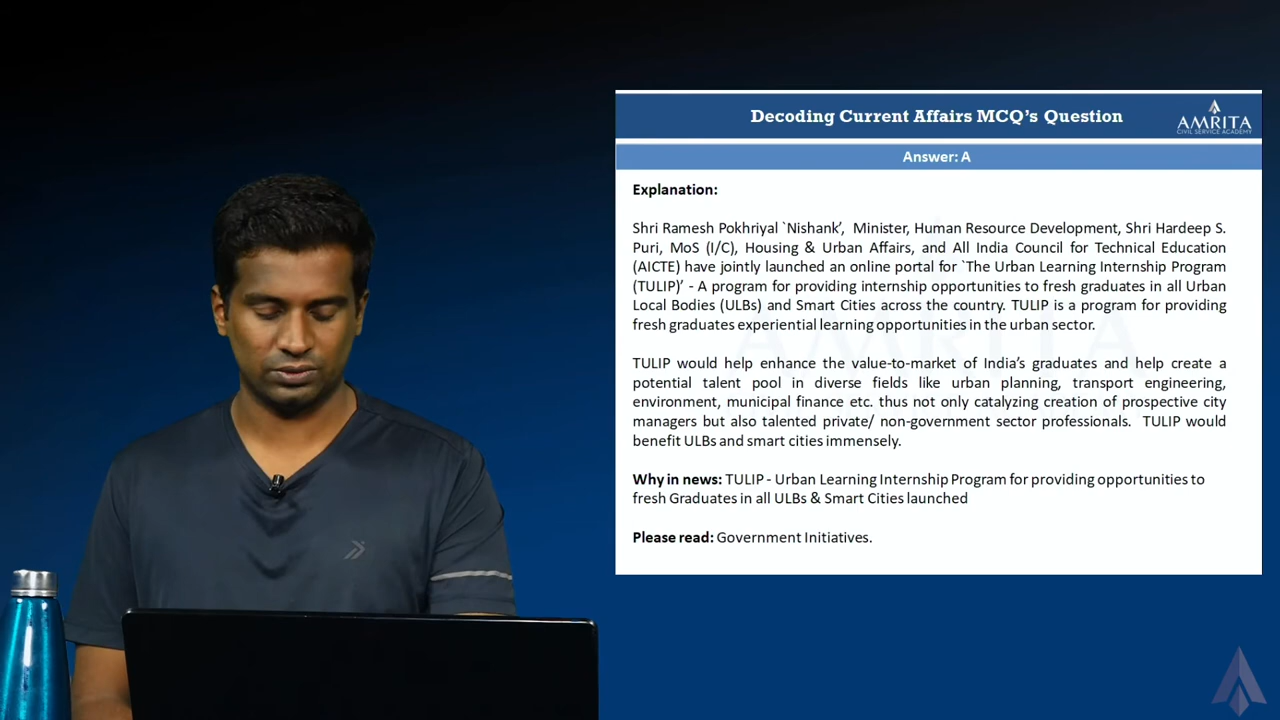 Decoding Current Affairs MCQ's Question
AMRITA
CIVIL SERVICE ACADEMY
Answer: A
Explanation:
Shri Ramesh Pokhriyal `Nishank', Minister, Human Resource Development, Shri Hardeep S.
Puri, MoS (I/C), Housing & Urban Affairs, and All India Council for Technical Education
(AICTE) have jointly launched an online portal for `The Urban Learning Internship Program
(TULIP)' - A program for providing internship opportunities to fresh graduates in all Urban
Local Bodies (ULBs) and Smart Cities across the country. TULIP is a program for providing
fresh graduates experiential learning opportunities in the urban sector.
TULIP would help enhance the value-to-market of India's graduates and help create a
potential talent pool in diverse fields like urban planning, transport engineering,
environment, municipal finance etc. thus not only catalyzing creation of prospective city
managers but also talented private/ non-government sector professionals. TULIP would
benefit ULBs and smart cities immensely.
Why in news: TULIP - Urban Learning Internship Program for providing opportunities to
fresh Graduates in all ULBs & Smart Cities launched
Please read: Government Initiatives.